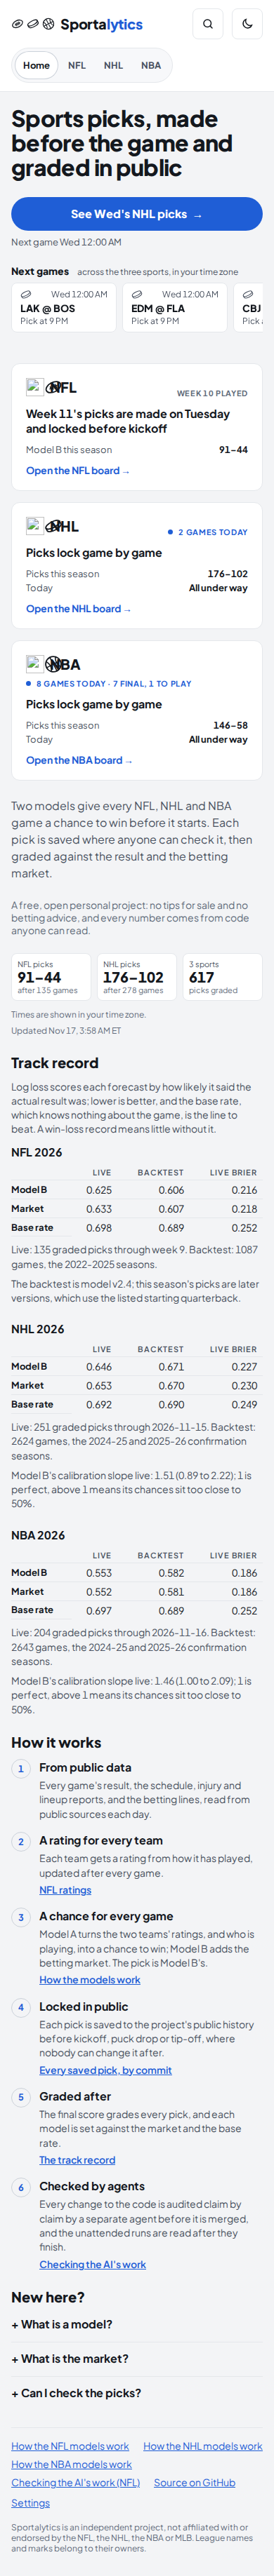 Sportalytics
Home NFL NHL NBA
Sports picks, made
before the game and
graded in public
See Wed's NHL picks →
Next game Wed 12:00 AM
Next games across the three sports, in your time zone
Wed 12:00 AM
LAK @ BOS
Pick at 9 PM
Wed 12:00 AM
EDM @ FLA
Pick at 9 PM
CBJ
Pick
NFL
WEEK 10 PLAYED
Week 11's picks are made on Tuesday
and locked before kickoff
Model B this season 91–44
Open the NFL board →
NHL
2 GAMES TODAY
Picks lock game by game
Picks this season 176–102
Today All under way
Open the NHL board →
NBA
8 GAMES TODAY · 7 FINAL, 1 TO PLAY
Picks lock game by game
Picks this season 146–58
Today All under way
Open the NBA board →
Two models give every NFL, NHL and NBA
game a chance to win before it starts. Each
pick is saved where anyone can check it, then
graded against the result and the betting
market.
A free, open personal project: no tips for sale and no
betting advice, and every number comes from code
anyone can read.
NFL picks
91–44
after 135 games
NHL picks
176–102
after 278 games
3 sports
617
picks graded
Times are shown in your time zone.
Updated Nov 17, 3:58 AM ET
Track record
Log loss scores each forecast by how likely it said the
actual result was; lower is better, and the base rate,
which knows nothing about the game, is the line to
beat. A win-loss record means little without it.
NFL 2026
LIVE BACKTEST LIVE BRIER
Model B 0.625 0.606 0.216
Market 0.633 0.607 0.218
Base rate 0.698 0.689 0.252
Live: 135 graded picks through week 9. Backtest: 1087
games, the 2022-2025 seasons.
The backtest is model v2.4; this season's picks are later
versions, which use the listed starting quarterback.
NHL 2026
LIVE BACKTEST LIVE BRIER
Model B 0.646 0.671 0.227
Market 0.653 0.670 0.230
Base rate 0.692 0.690 0.249
Live: 251 graded picks through 2026-11-15. Backtest:
2624 games, the 2024-25 and 2025-26 confirmation
seasons.
Model B's calibration slope live: 1.51 (0.89 to 2.22); 1 is
perfect, above 1 means its chances sit too close to
50%.
NBA 2026
LIVE BACKTEST LIVE BRIER
Model B 0.553 0.582 0.186
Market 0.552 0.581 0.186
Base rate 0.697 0.689 0.252
Live: 204 graded picks through 2026-11-16. Backtest:
2643 games, the 2024-25 and 2025-26 confirmation
seasons.
Model B's calibration slope live: 1.46 (1.00 to 2.09); 1 is
perfect, above 1 means its chances sit too close to
50%.
How it works
1 From public data
Every game's result, the schedule, injury and
lineup reports, and the betting lines, read from
public sources each day.
2 A rating for every team
Each team gets a rating from how it has played,
updated after every game.
NFL ratings
3 A chance for every game
Model A turns the two teams' ratings, and who is
playing, into a chance to win; Model B adds the
betting market. The pick is Model B's.
How the models work
4 Locked in public
Each pick is saved to the project's public history
before kickoff, puck drop or tip-off, where
nobody can change it after.
Every saved pick, by commit
5 Graded after
The final score grades every pick, and each
model is set against the market and the base
rate.
The track record
6 Checked by agents
Every change to the code is audited claim by
claim by a separate agent before it is merged,
and the unattended runs are read after they
finish.
Checking the AI's work
New here?
+ What is a model?
+ What is the market?
+ Can I check the picks?
How the NFL models work How the NHL models work
How the NBA models work
Checking the AI's work (NFL) Source on GitHub
Settings
Sportalytics is an independent project, not affiliated with or
endorsed by the NFL, the NHL, the NBA or MLB. League names
and marks belong to their owners.